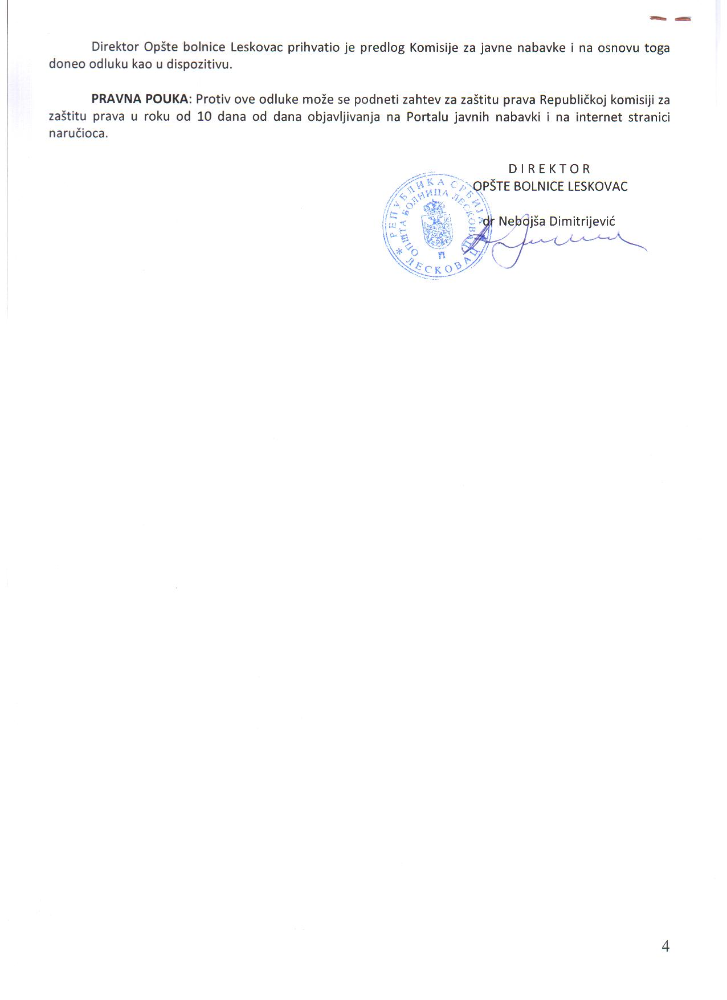 Direktor Opšte bolnice Leskovac prihvatio je predlog Komisije za javne nabavke i na osnovu toga
doneo odluku kao u dispozitivu.
PRAVNA POUKA: Protiv ove odluke može se podneti zahtev za zaštitu prava Republičkoj komisiji za
zaštitu prava u roku od 10 dana od dana objavljivanja na Portalu javnih nabavki i na internet stranici
naručioca.
D I R E K T O R
OPŠTE BOLNICE LESKOVAC
dr Nebojša Dimitrijević
РЕПУБЛИКА СРБИЈА
ОПШТА БОЛНИЦА ЛЕСКОВАЦ
* ЛЕСКОВАЦ
4